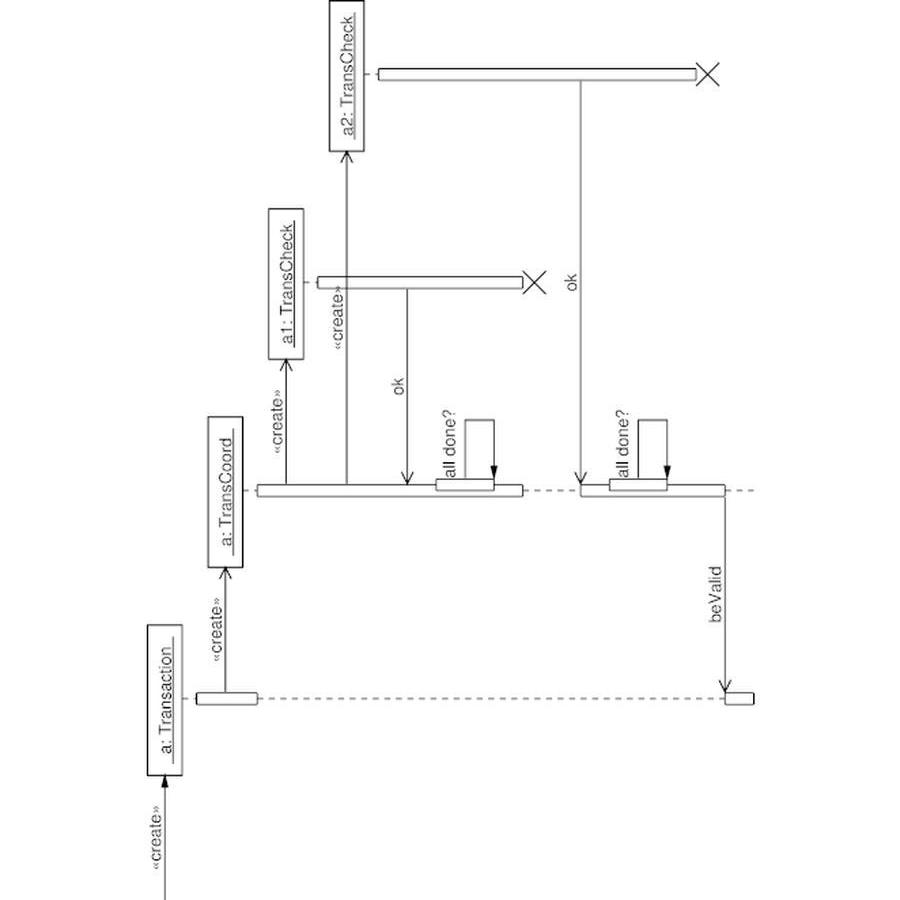 «create»
a: Transaction
«create»
a: TransCoord
«create»
a1: TransCheck
«create»
a2: TransCheck
ok
all done?
ok
all done?
beValid